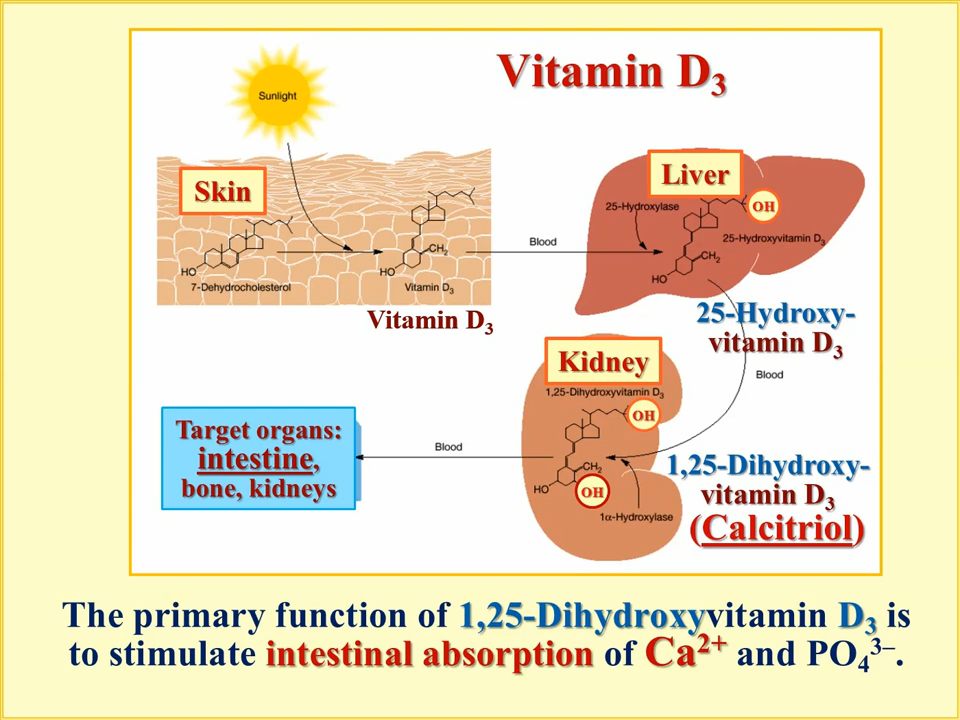 Vitamin D₃
Sunlight
Skin
HO
7-Dehydrocholesterol
CH₂
HO
Vitamin D₃
Vitamin D₃
Blood
Liver
25-Hydroxylase
OH
25-Hydroxyvitamin D₃
CH₂
HO
25-Hydroxy-
vitamin D₃
Blood
Kidney
1,25-Dihydroxyvitamin D₃
OH
CH₂
HO
OH
1α-Hydroxylase
1,25-Dihydroxy-
vitamin D₃
(Calcitriol)
Blood
Target organs:
intestine,
bone, kidneys
The primary function of 1,25-Dihydroxyvitamin D₃ is
to stimulate intestinal absorption of Ca²⁺ and PO₄³⁻.